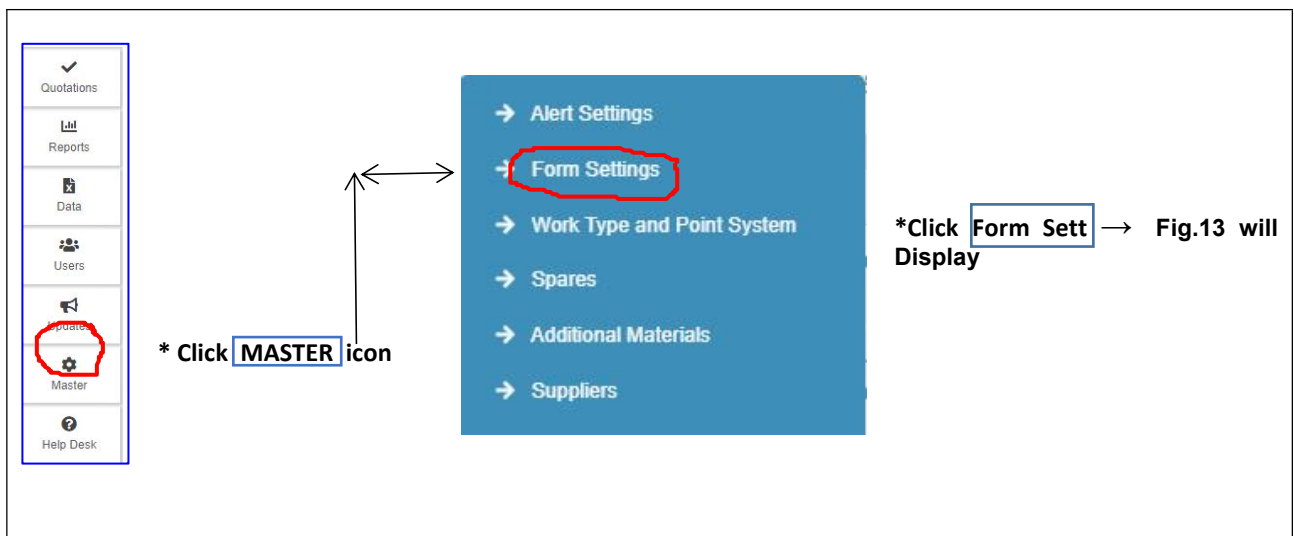 Quotations
Reports
Data
Users
Updates
Master
Help Desk
* Click MASTER icon
Alert Settings
Form Settings
Work Type and Point System
Spares
Additional Materials
Suppliers
*Click Form Sett → Fig.13 will
Display